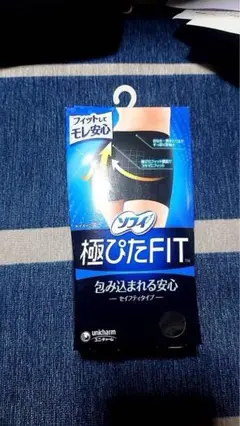 フィットして
モレ安心
ソフィ
極ぴたFIT
包み込まれる安心
セイフティタイプ
unicharm
ユニ・チャーム